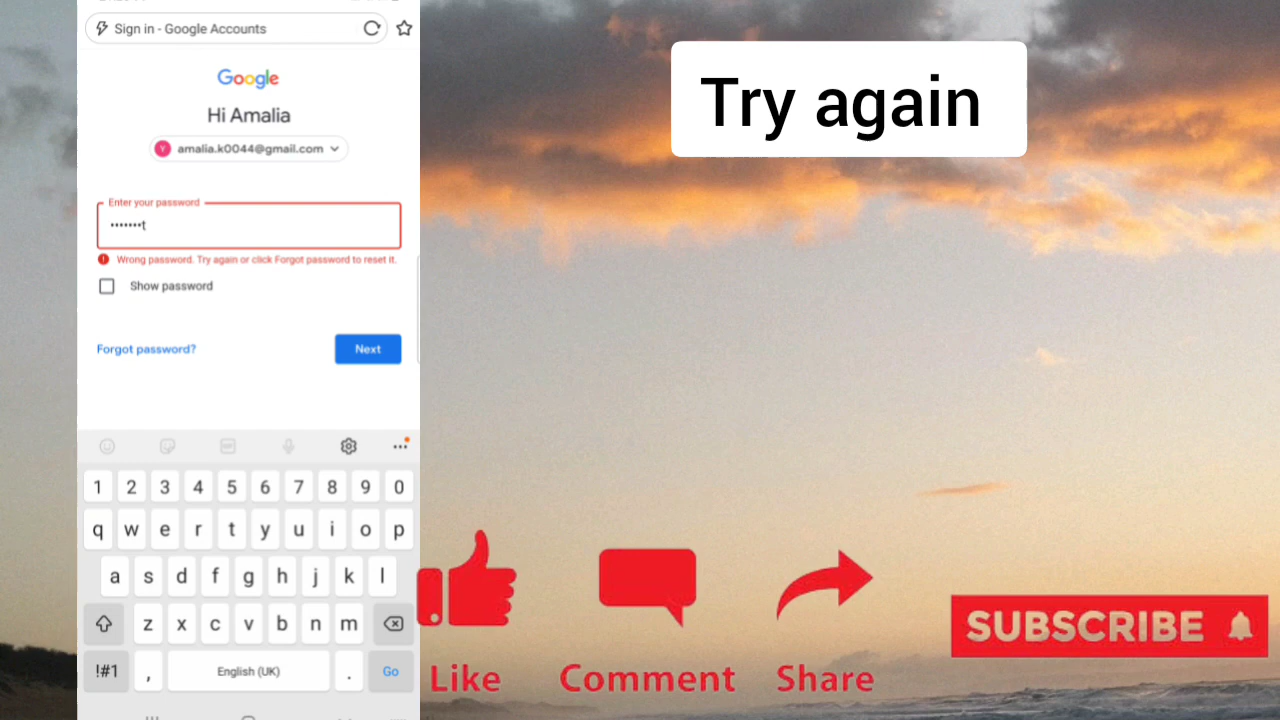 Sign in - Google Accounts
Google
Hi Amalia
Y amalia.k0044@gmail.com
Enter your password
•••••••t
Wrong password. Try again or click Forgot password to reset it.
Show password
Forgot password?
Next
1 2 3 4 5 6 7 8 9 0
q w e r t y u i o p
a s d f g h j k l
z x c v b n m
!#1 , English (UK) . Go
Try again
Like Comment Share
SUBSCRIBE